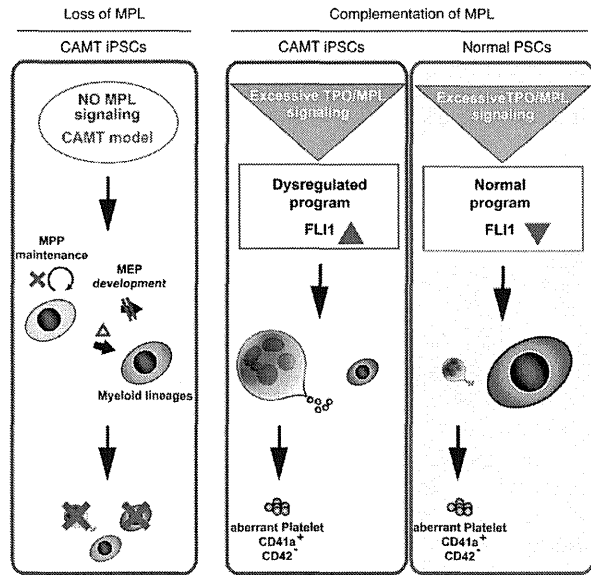 Loss of MPL
Complementation of MPL
CAMT iPSCs
CAMT iPSCs
Normal PSCs
NO MPL
signaling
CAMT model
MPP
maintenance
MEP
development
Myeloid lineages
Excessive TPO/MPL
signaling
Dysregulated
program
FLI1
aberrant Platelet
CD41a+
CD42-
ExcessiveTPO/MPL
signaling
Normal
program
FLI1
aberrant Platelet
CD41a+
CD42-